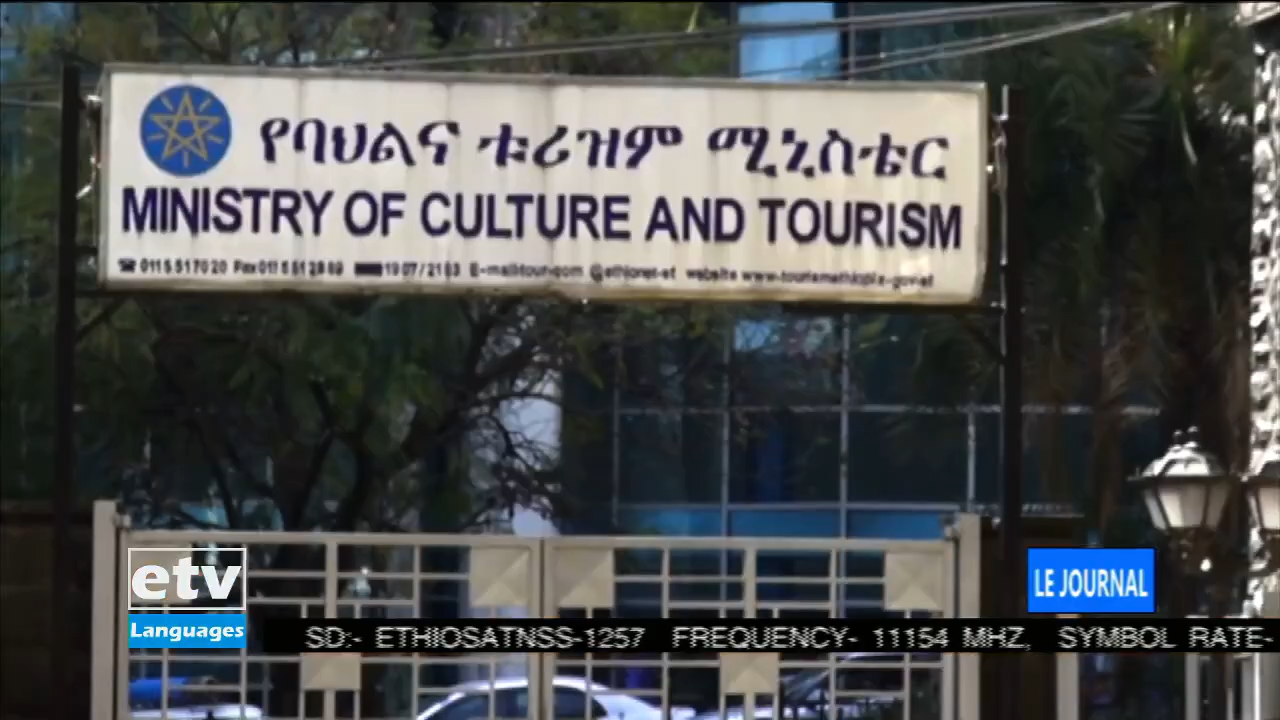 የባህልና ቱሪዝም ሚኒስቴር
MINISTRY OF CULTURE AND TOURISM
0115517020
etv
Languages
LE JOURNAL
SD:- ETHIOSATNSS-1257 FREQUENCY- 11154 MHZ, SYMBOL RATE-